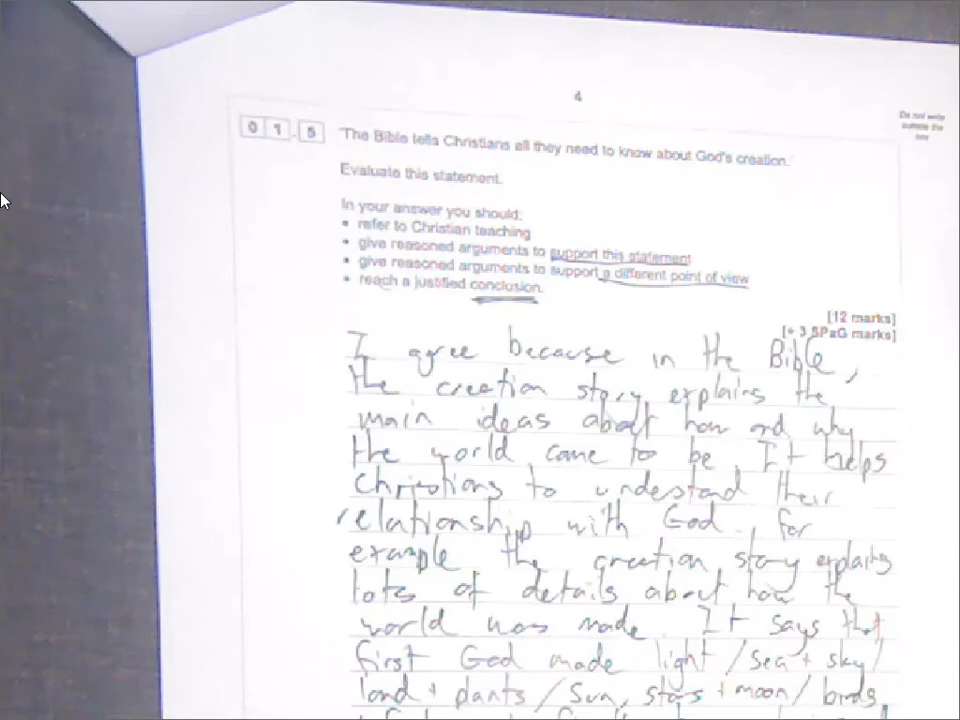 4
Do not write
outside the
box
0 1 . 5 'The Bible tells Christians all they need to know about God's creation.'
Evaluate this statement.
In your answer you should:
• refer to Christian teaching
• give reasoned arguments to support this statement
• give reasoned arguments to support a different point of view
• reach a justified conclusion.
[12 marks]
[+ 3 SPaG marks]
I agree because in the Bible,
the creation story explains the
main ideas about how and why
the world came to be. It helps
Christions to understand their
relationship with God. for
example the creation story explains
lots of details about how the
world was made. It says that
first God made light / sea + sky /
land + plants / Sun, stars + moon / birds